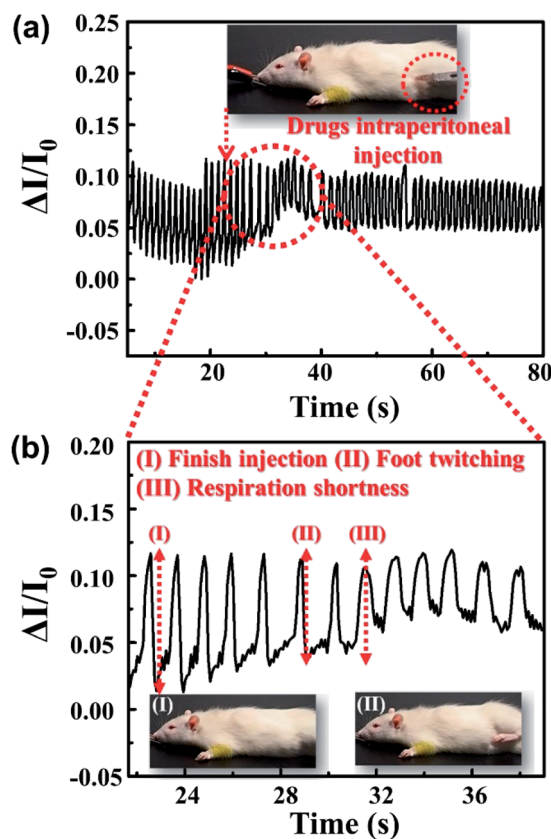 (a)
0.25
0.20
0.15
0.10
0.05
0.00
-0.05
ΔI/I₀
Drugs intraperitoneal
injection
20 40 60 80
Time (s)
(b)
0.20
0.15
0.10
0.05
0.00
-0.05
ΔI/I₀
(I) Finish injection (II) Foot twitching
(III) Respiration shortness
(I) (II) (III)
(I) (II)
24 28 32 36
Time (s)